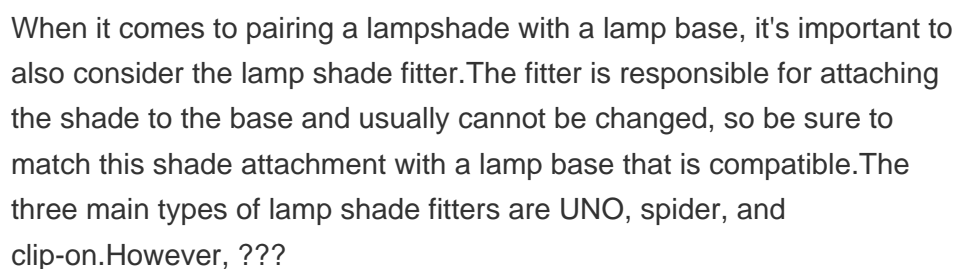 When it comes to pairing a lampshade with a lamp base, it's important to
also consider the lamp shade fitter.The fitter is responsible for attaching
the shade to the base and usually cannot be changed, so be sure to
match this shade attachment with a lamp base that is compatible.The
three main types of lamp shade fitters are UNO, spider, and
clip-on.However, ???